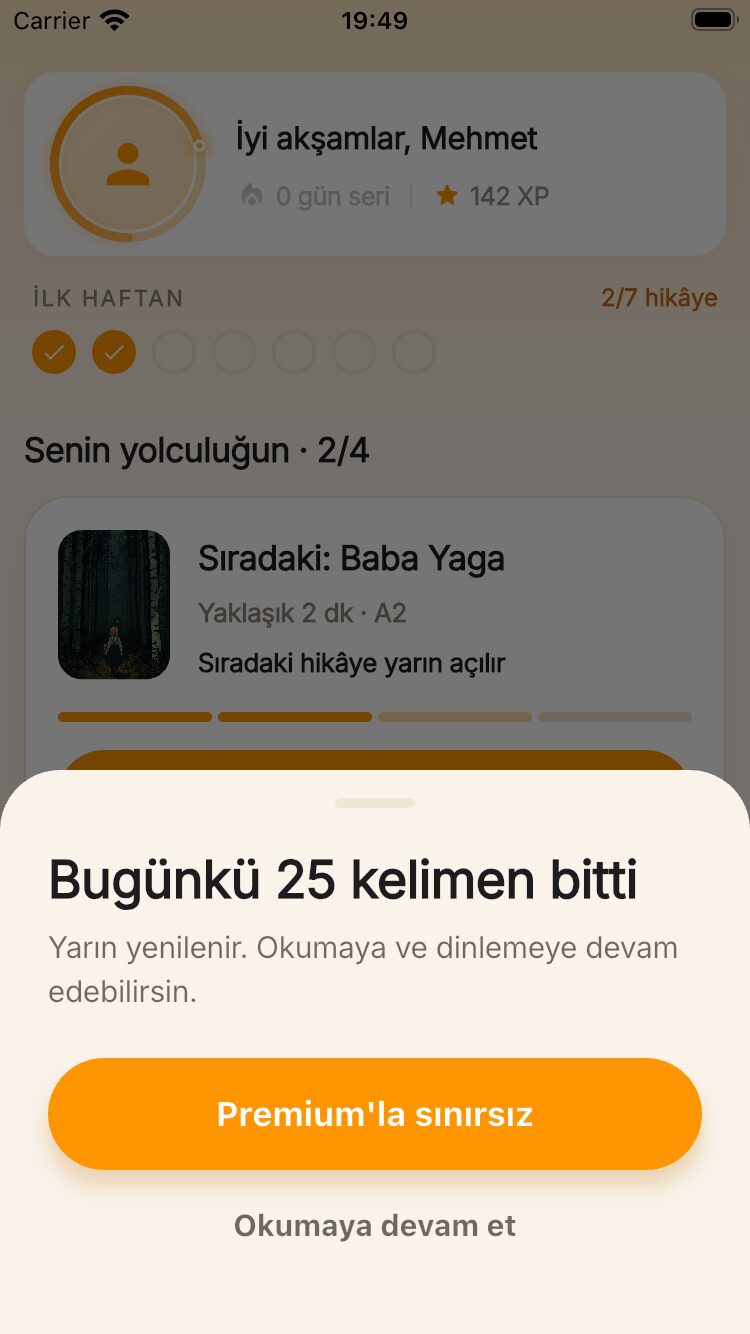 Carrier 19:49
İyi akşamlar, Mehmet
0 gün seri 142 XP
İLK HAFTAN 2/7 hikâye
Senin yolculuğun · 2/4
Sıradaki: Baba Yaga
Yaklaşık 2 dk · A2
Sıradaki hikâye yarın açılır
Bugünkü 25 kelimen bitti
Yarın yenilenir. Okumaya ve dinlemeye devam
edebilirsin.
Premium'la sınırsız
Okumaya devam et